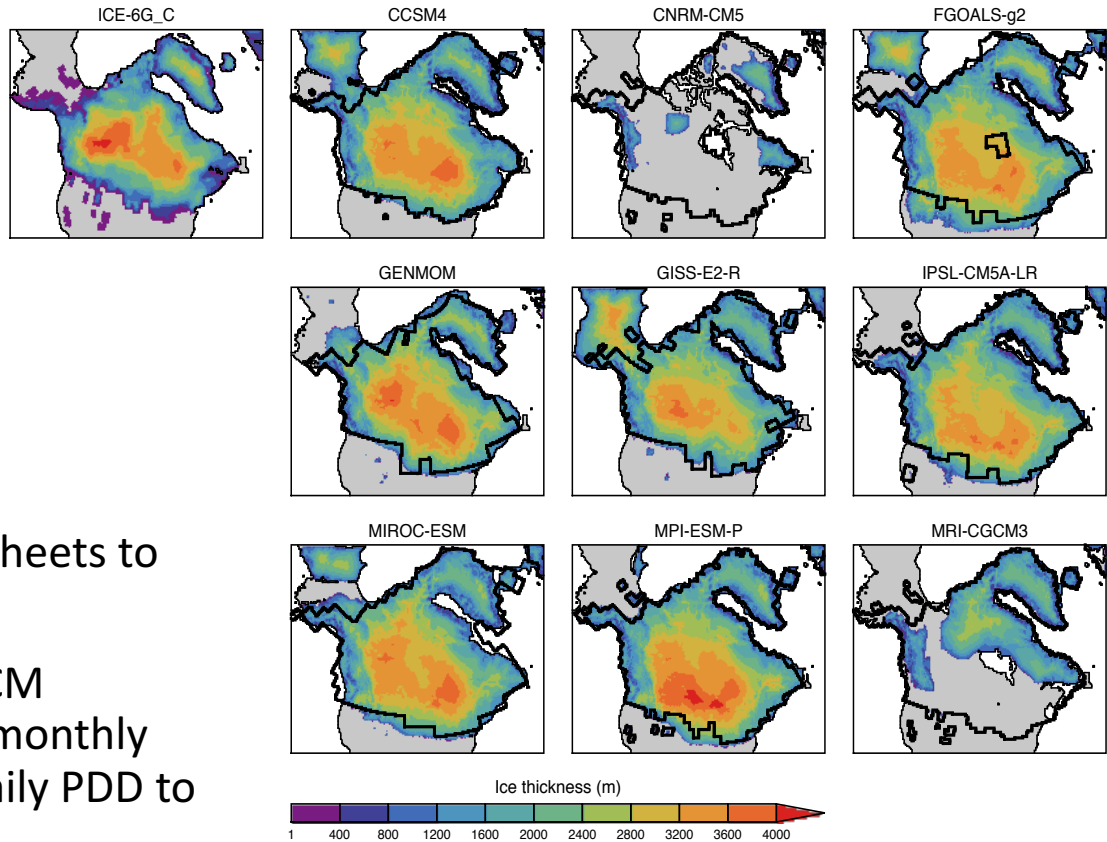 ICE-6G_C
CCSM4
CNRM-CM5
FGOALS-g2
GENMOM
GISS-E2-R
IPSL-CM5A-LR
MIROC-ESM
MPI-ESM-P
MRI-CGCM3
sheets to
CM
monthly
ily PDD to
Ice thickness (m)
1 400 800 1200 1600 2000 2400 2800 3200 3600 4000